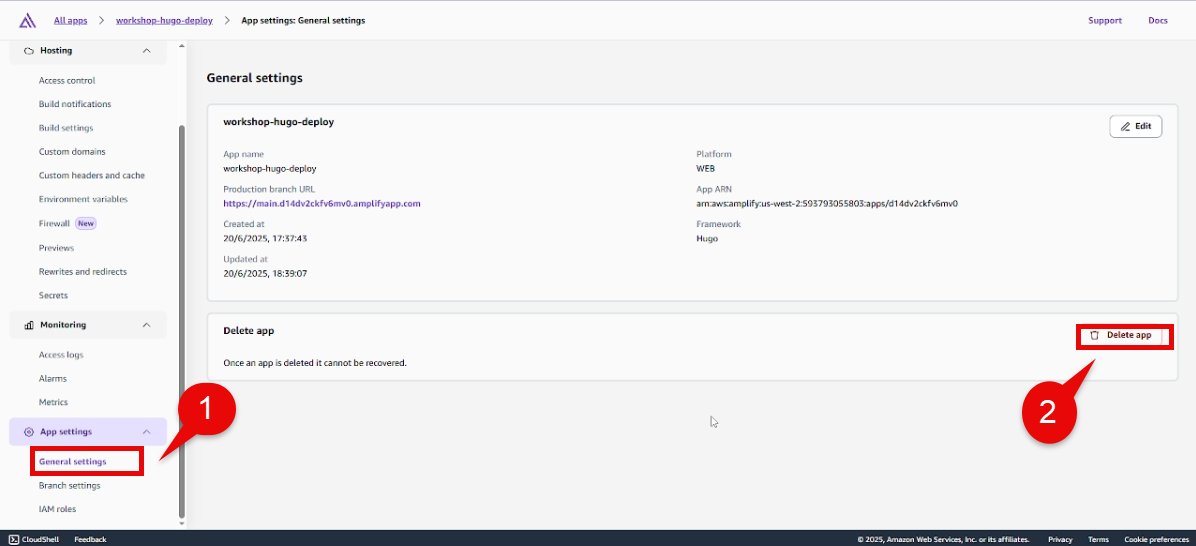 All apps > workshop-hugo-deploy > App settings: General settings
Support
Docs
Hosting
Access control
Build notifications
Build settings
Custom domains
Custom headers and cache
Environment variables
Firewall New
Previews
Rewrites and redirects
Secrets
Monitoring
Access logs
Alarms
Metrics
App settings
General settings
Branch settings
IAM roles
1
General settings
workshop-hugo-deploy
Edit
App name
workshop-hugo-deploy
Platform
WEB
Production branch URL
https://main.d14dv2ckfv6mv0.amplifyapp.com
App ARN
arn:aws:amplify:us-west-2:593793055803:apps/d14dv2ckfv6mv0
Created at
20/6/2025, 17:37:43
Framework
Hugo
Updated at
20/6/2025, 18:39:07
Delete app
Delete app
Once an app is deleted it cannot be recovered.
2
CloudShell
Feedback
© 2025, Amazon Web Services, Inc. or its affiliates.
Privacy
Terms
Cookie preferences